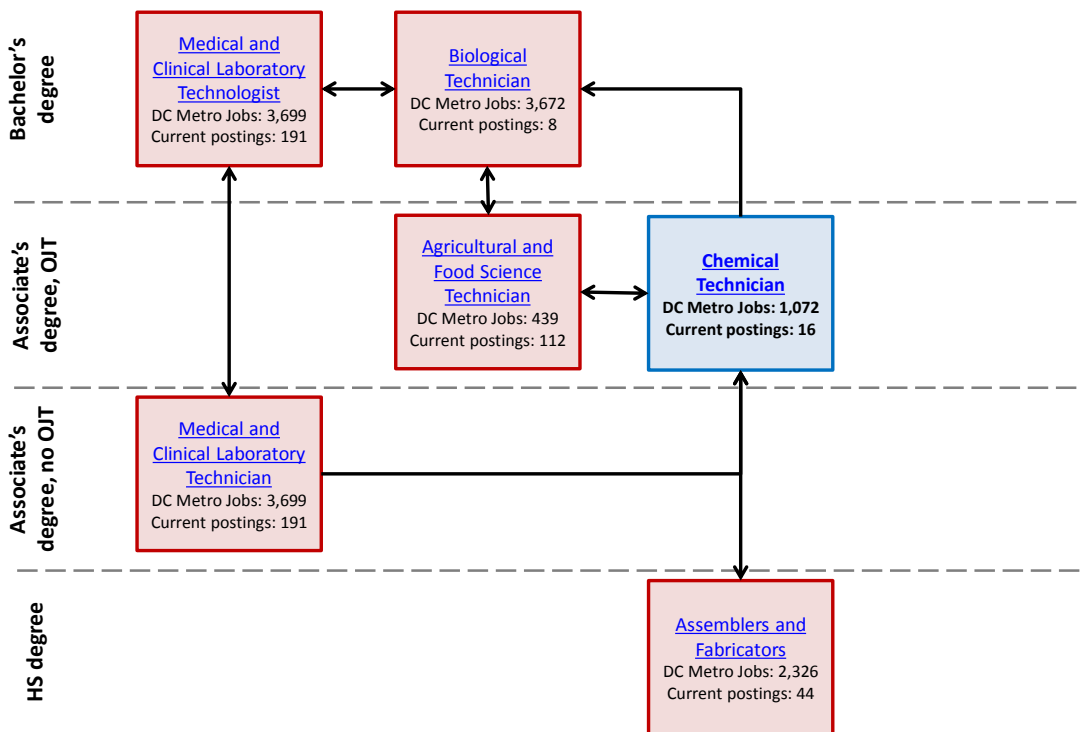 Bachelor's
degree
Medical and
Clinical Laboratory
Technologist
DC Metro Jobs: 3,699
Current postings: 191
Biological
Technician
DC Metro Jobs: 3,672
Current postings: 8
Associate's
degree, OJT
Agricultural and
Food Science
Technician
DC Metro Jobs: 439
Current postings: 112
Chemical
Technician
DC Metro Jobs: 1,072
Current postings: 16
Associate's
degree, no OJT
Medical and
Clinical Laboratory
Technician
DC Metro Jobs: 3,699
Current postings: 191
HS degree
Assemblers and
Fabricators
DC Metro Jobs: 2,326
Current postings: 44